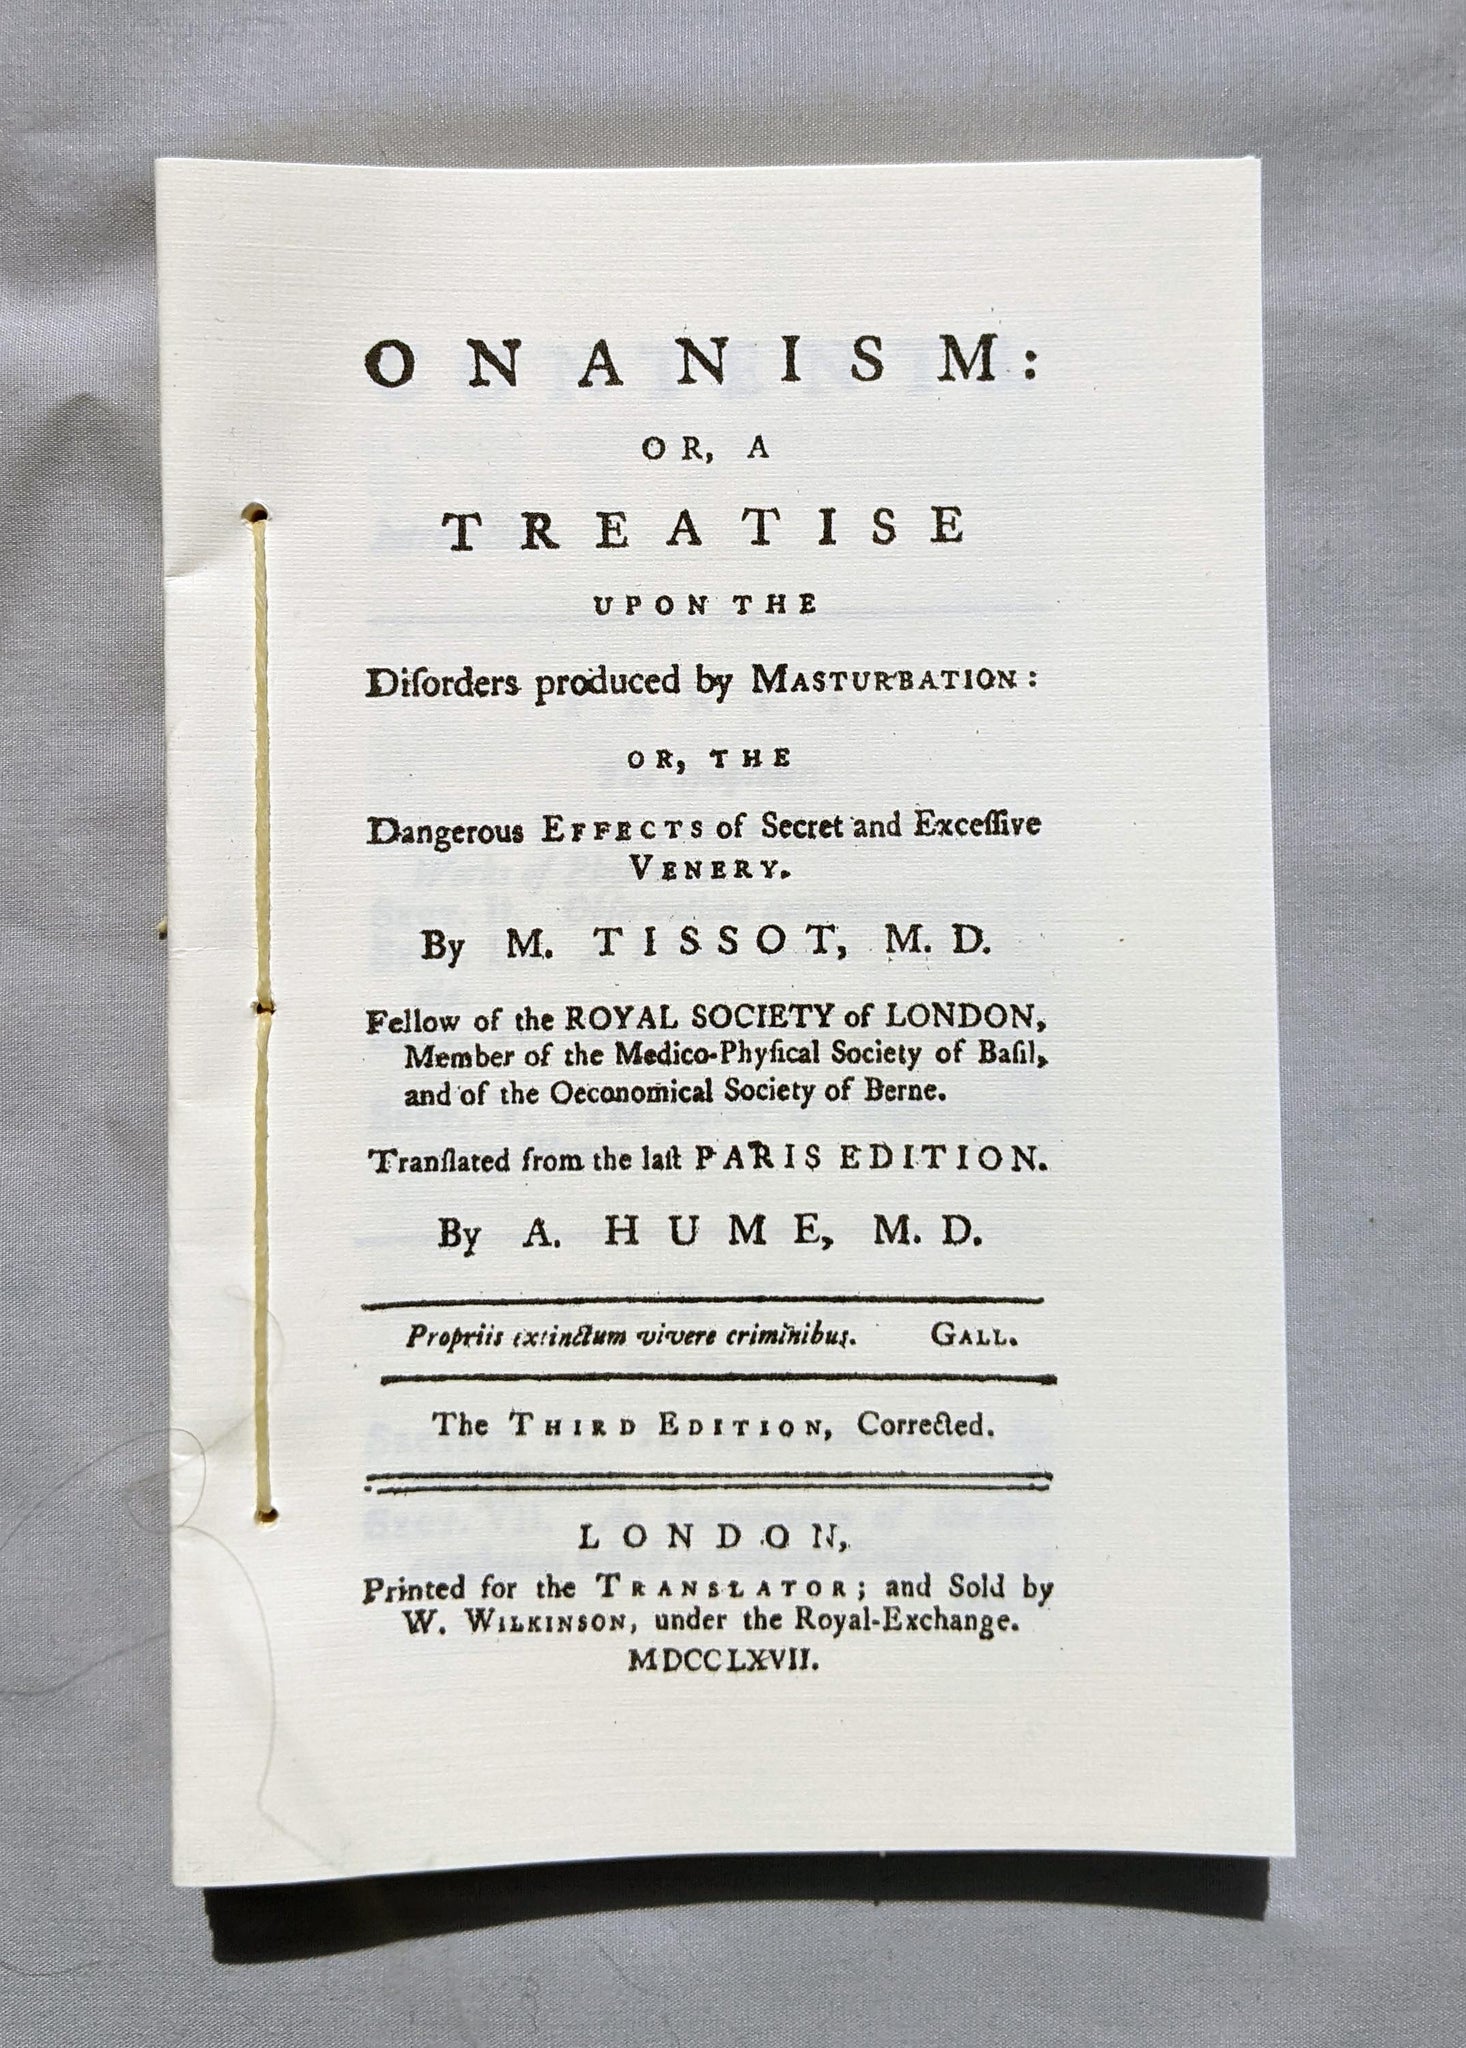 ONANISM:
OR, A
TREATISE
UPON THE
Diſorders produced by MASTURBATION:
OR, THE
Dangerous EFFECTS of Secret and Exceſſive
VENERY.
By M. TISSOT, M. D.
Fellow of the ROYAL SOCIETY of LONDON,
Member of the Medico-Phyſical Society of Baſil,
and of the Oeconomical Society of Berne.
Tranſlated from the laſt PARIS EDITION.
By A. HUME, M. D.
Propriis extinctum vivere criminibus. GALL.
The THIRD EDITION, Corrected.
LONDON,
Printed for the TRANSLATOR; and Sold by
W. WILKINSON, under the Royal-Exchange.
MDCCLXVII.